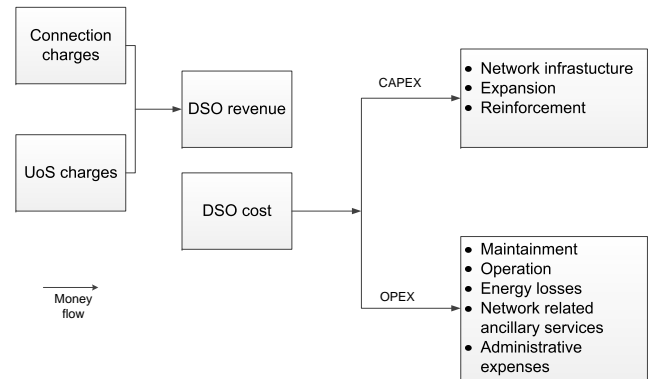 Connection
charges
UoS charges
DSO revenue
DSO cost
CAPEX
• Network infrastucture
• Expansion
• Reinforcement
OPEX
• Maintainment
• Operation
• Energy losses
• Network related
ancillary services
• Administrative
expenses
Money
flow